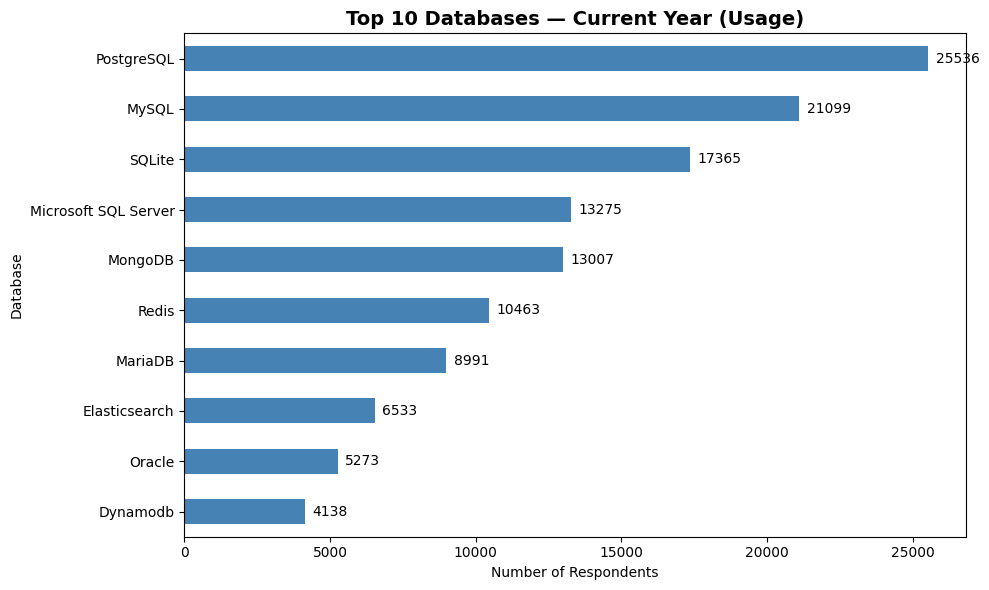 Top 10 Databases — Current Year (Usage)
PostgreSQL 25536
MySQL 21099
SQLite 17365
Microsoft SQL Server 13275
MongoDB 13007
Redis 10463
MariaDB 8991
Elasticsearch 6533
Oracle 5273
Dynamodb 4138
Database
0 5000 10000 15000 20000 25000
Number of Respondents